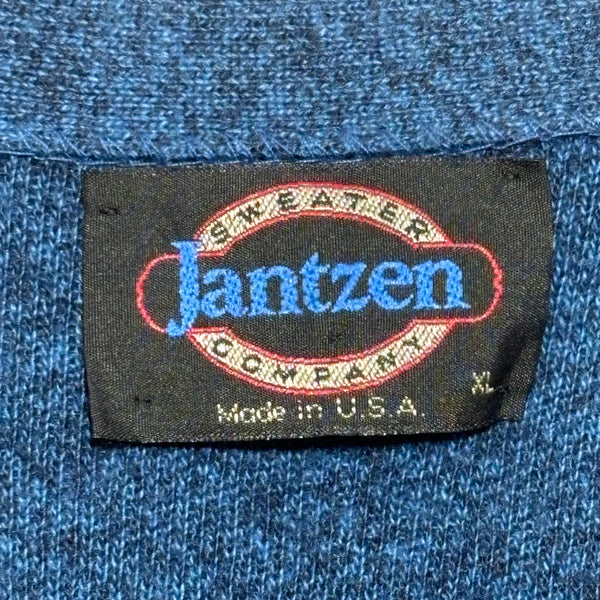 SWEATER
Jantzen
COMPANY
XL
Made in U.S.A.